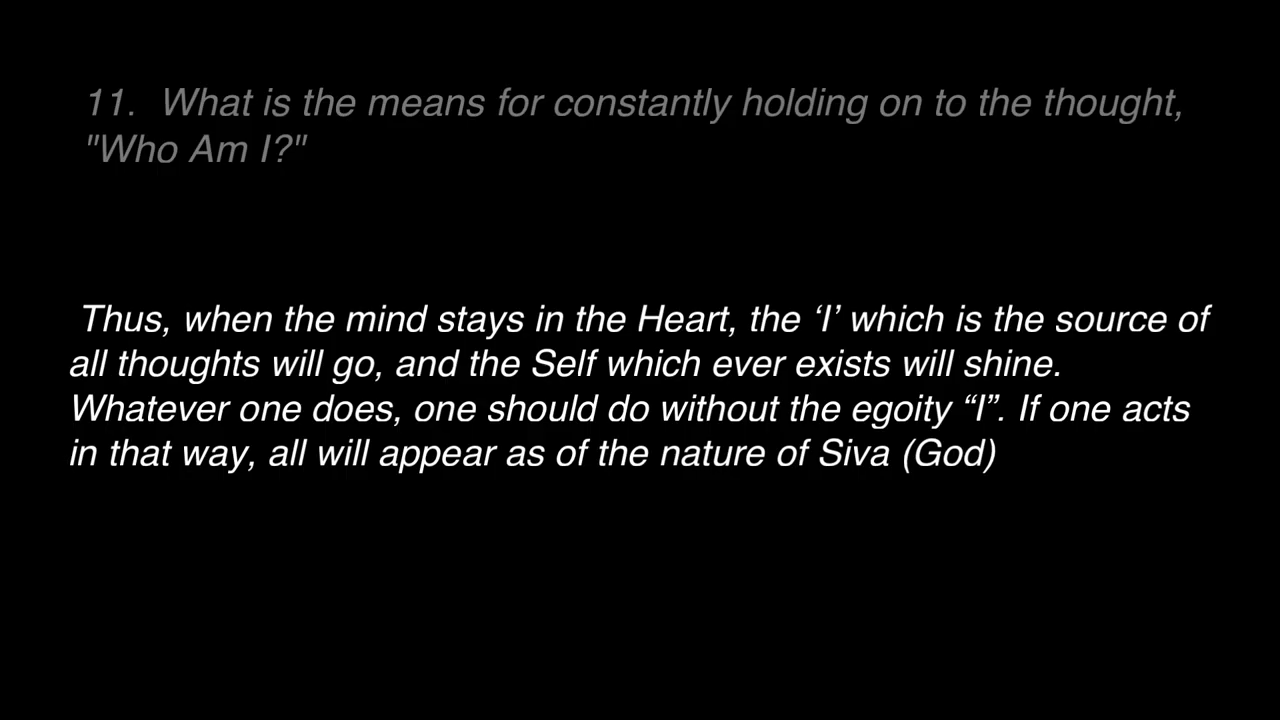 11. What is the means for constantly holding on to the thought,
"Who Am I?"
Thus, when the mind stays in the Heart, the ‘I’ which is the source of
all thoughts will go, and the Self which ever exists will shine.
Whatever one does, one should do without the egoity “I”. If one acts
in that way, all will appear as of the nature of Siva (God)